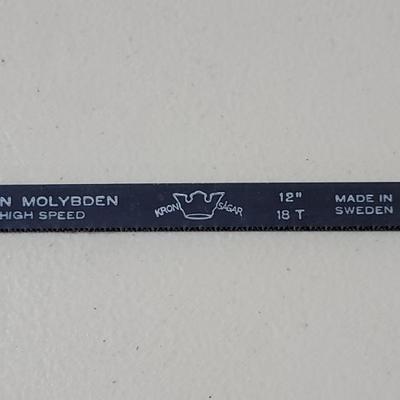 N MOLYBDEN
HIGH SPEED
KRON SÅGAR
12"
18 T
MADE IN
SWEDEN